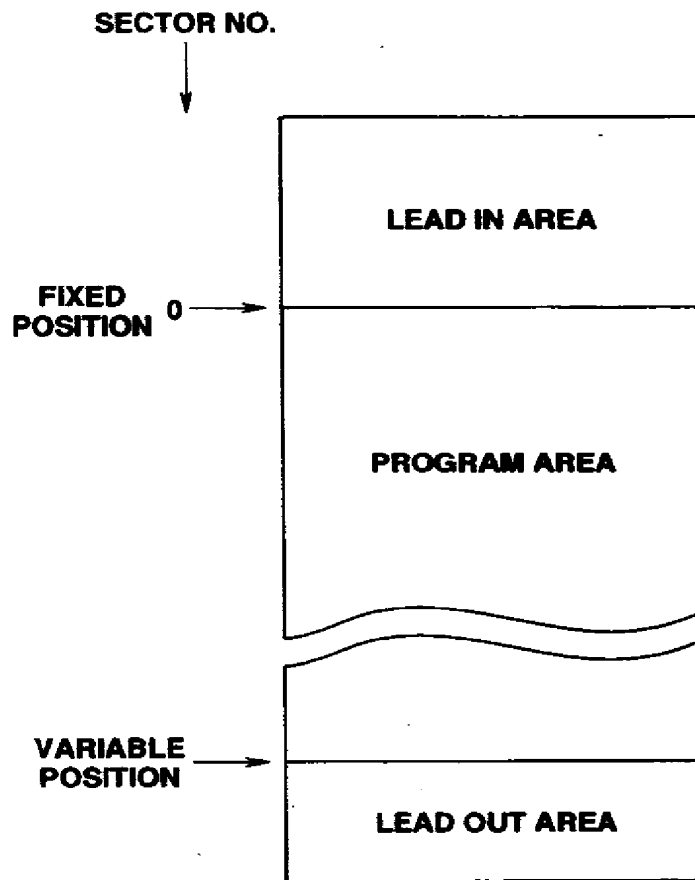 SECTOR NO.
LEAD IN AREA
FIXED
POSITION 0
PROGRAM AREA
VARIABLE
POSITION
LEAD OUT AREA